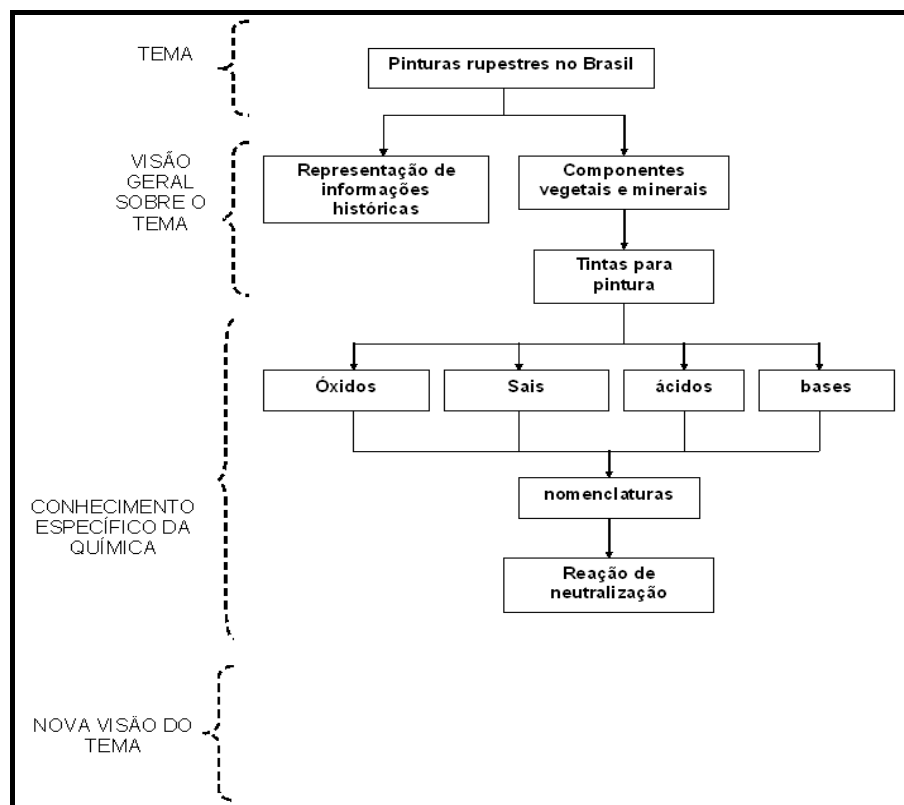 TEMA
Pinturas rupestres no Brasil
VISÃO
GERAL
SOBRE O
TEMA
Representação de
informações
históricas
Componentes
vegetais e minerais
Tintas para
pintura
CONHECIMENTO
ESPECÍFICO DA
QUÍMICA
Óxidos
Sais
ácidos
bases
nomenclaturas
Reação de
neutralização
NOVA VISÃO DO
TEMA